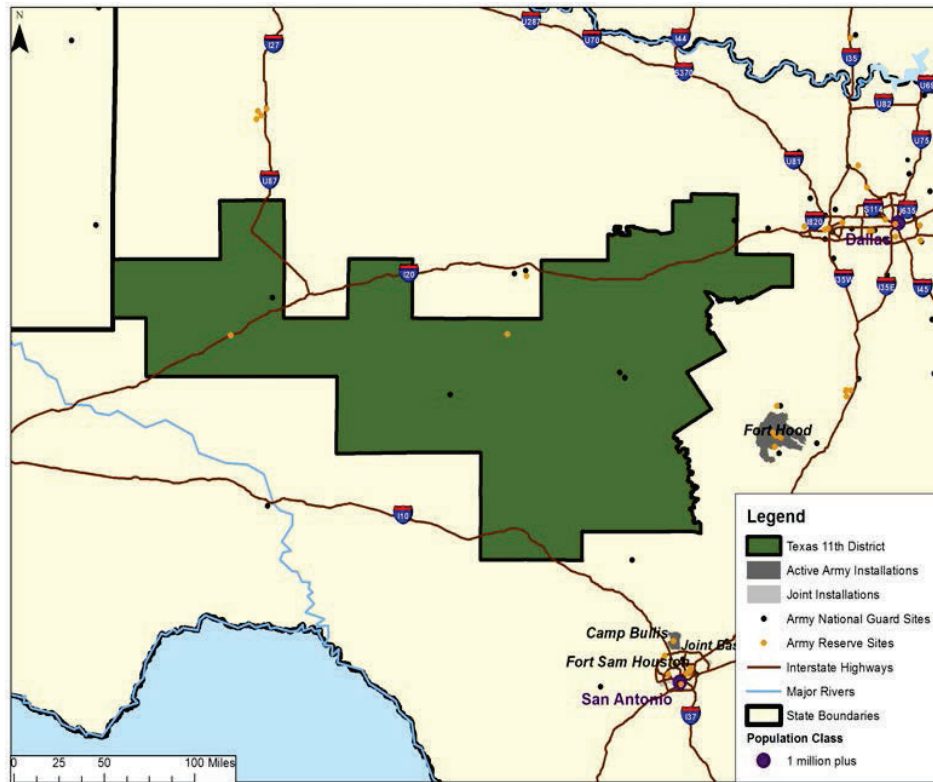 N
U287
I44
U70
I27
I35
S370
U69
U82
U75
U81
U87
S114
I635
I820
Dallas
I20
I35W
I35E
I45
Fort Hood
I10
Camp Bullis
Joint Bas
Fort Sam Houston
San Antonio
I37
Legend
Texas 11th District
Active Army Installations
Joint Installations
Army National Guard Sites
Army Reserve Sites
Interstate Highways
Major Rivers
State Boundaries
Population Class
1 million plus
0 25 50 100 Miles